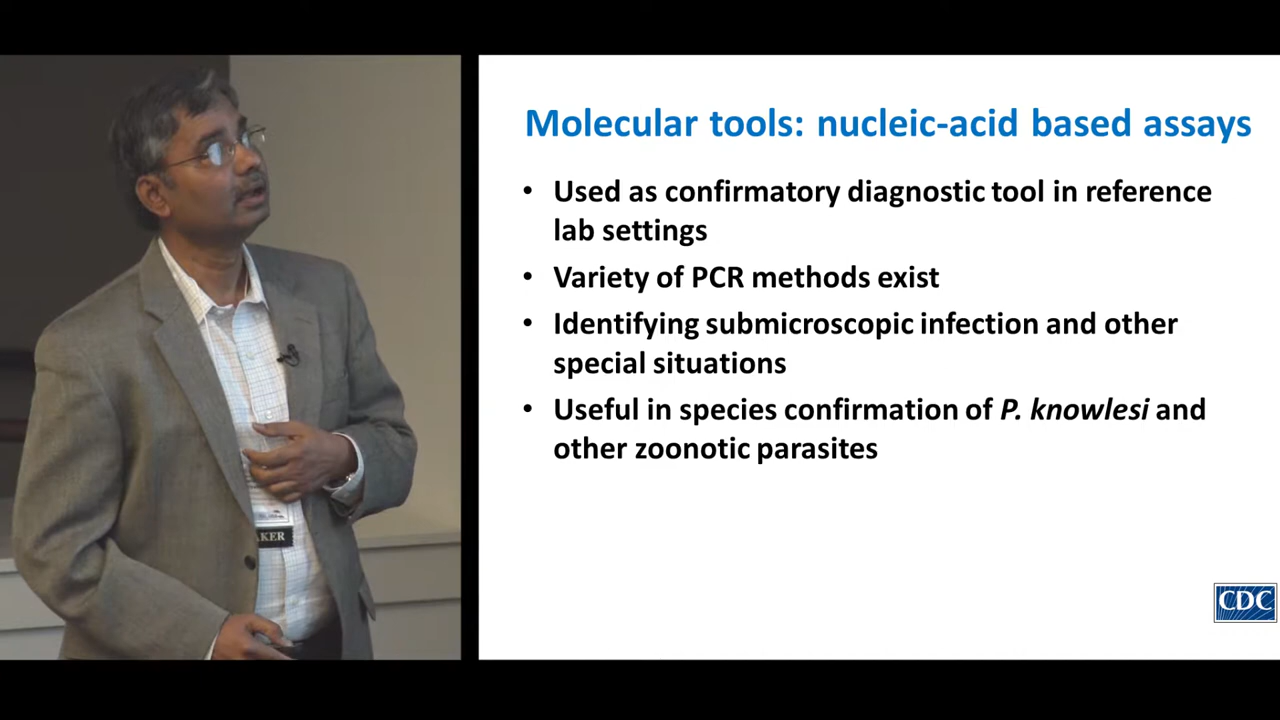 Molecular tools: nucleic-acid based assays
• Used as confirmatory diagnostic tool in reference
lab settings
• Variety of PCR methods exist
• Identifying submicroscopic infection and other
special situations
• Useful in species confirmation of P. knowlesi and
other zoonotic parasites
AKER
CDC